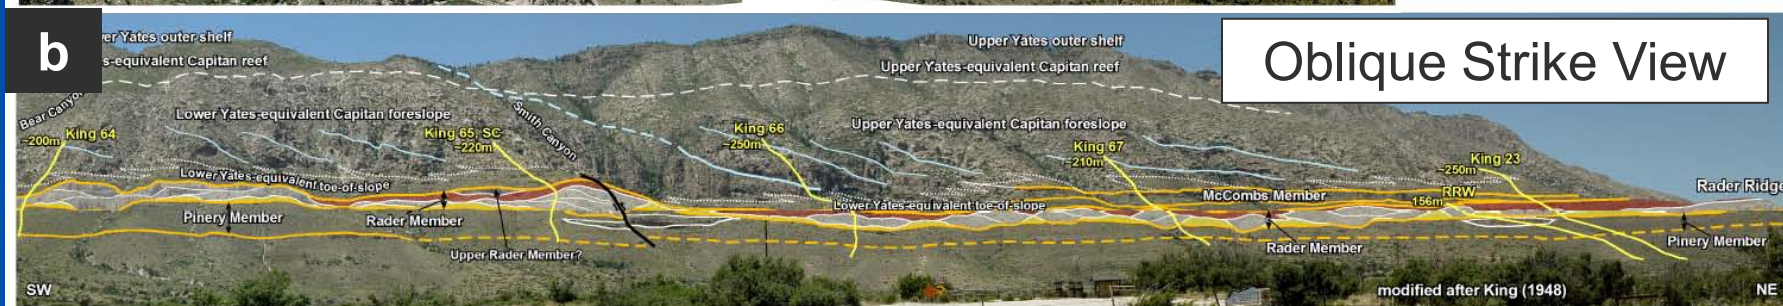 b
er Yates outer shelf
s-equivalent Capitan reef
Upper Yates outer shelf
Upper Yates-equivalent Capitan reef
Oblique Strike View
Bear Canyon
King 64
~200m
Lower Yates-equivalent Capitan foreslope
King 65, SC
~220m
Smith Canyon
King 66
~250m
Upper Yates-equivalent Capitan foreslope
King 67
~210m
King 23
~250m
RRW
156m
Rader Ridge
Lower Yates-equivalent toe-of-slope
Pinery Member
Rader Member
Upper Rader Member?
Lower Yates-equivalent toe-of-slope
McCombs Member
Rader Member
Pinery Member
SW
modified after King (1948)
NE